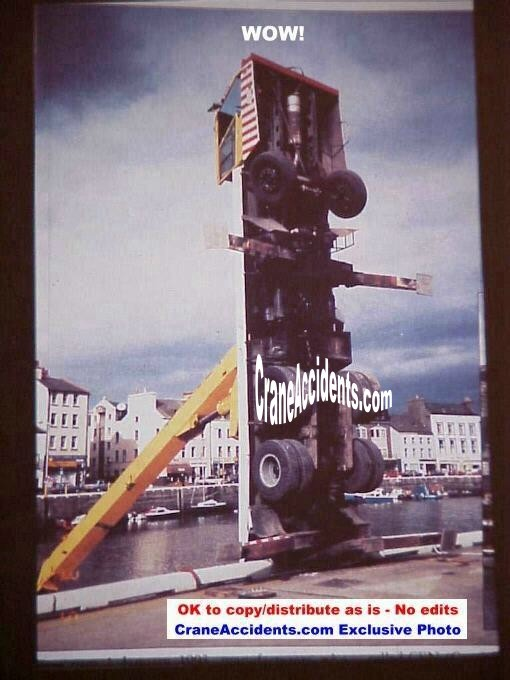 WOW!
CraneAccidents.com
OK to copy/distribute as is - No edits
CraneAccidents.com Exclusive Photo